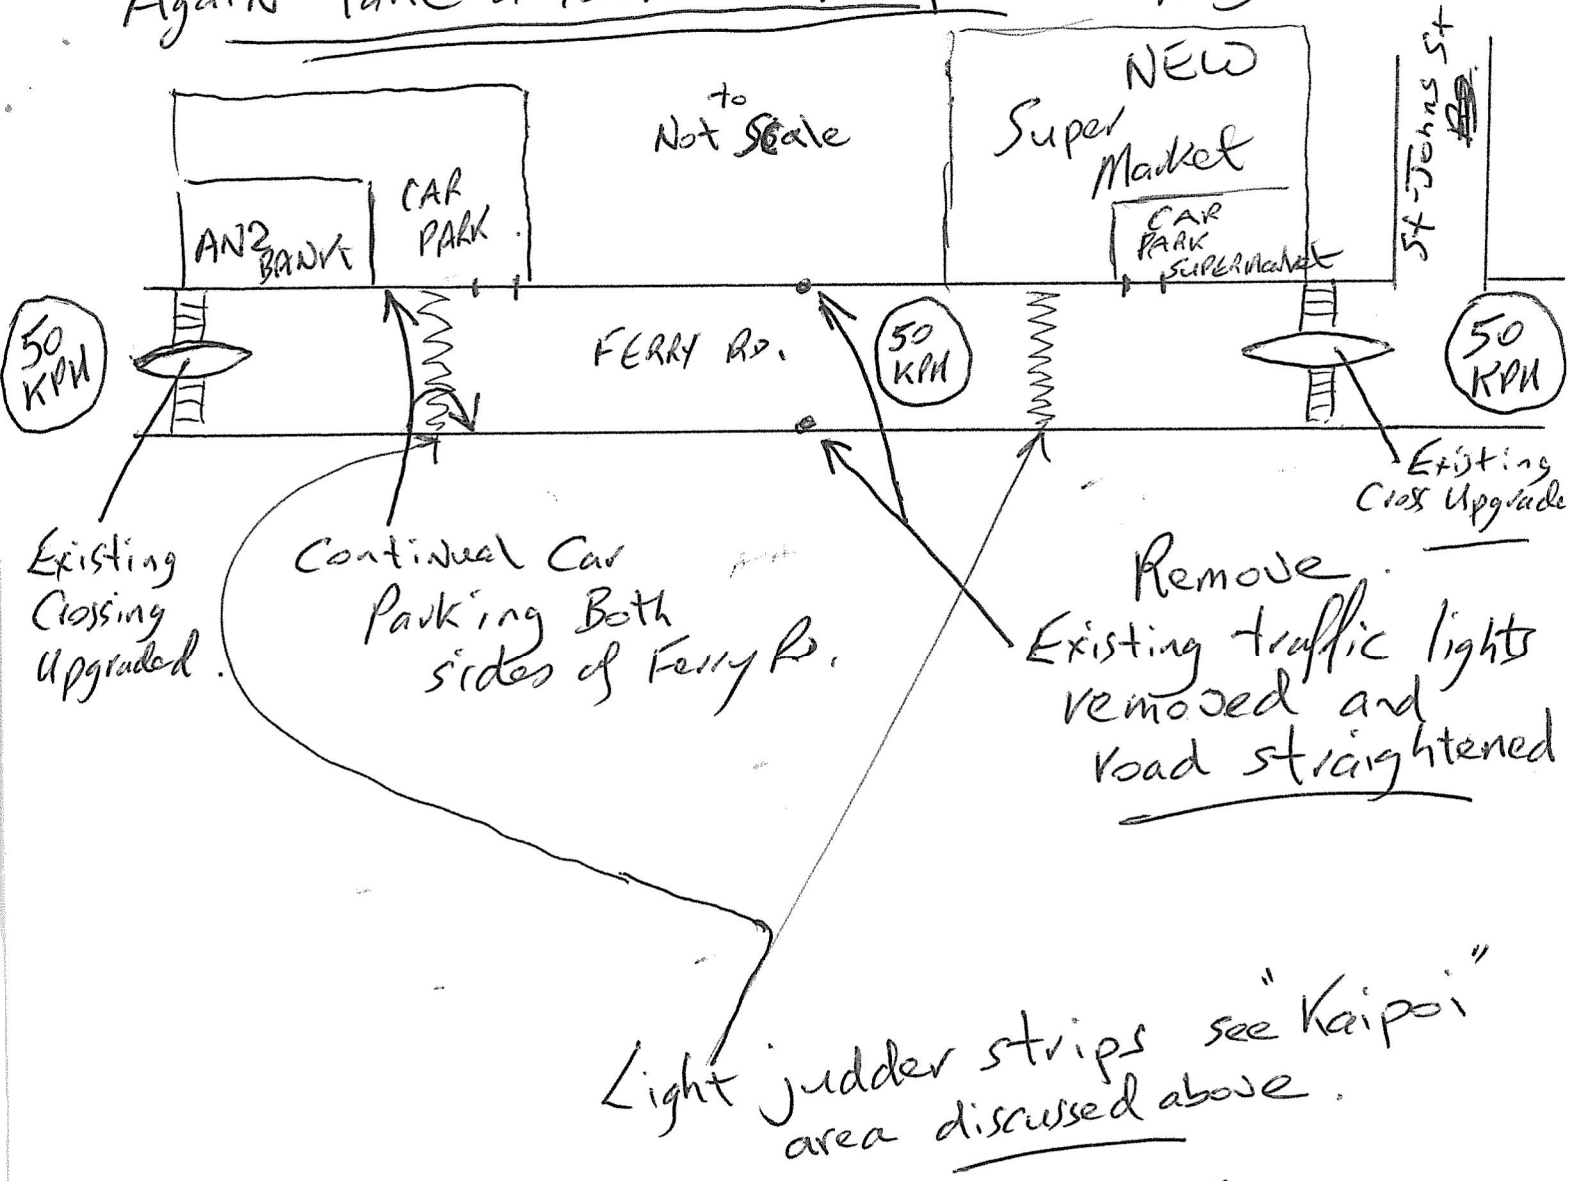 Again
NEW
Super
Market
to
Not Scale
St-Johns St
CAR
PARK
ANZ
BANK
CAR
PARK
SUPERMarket
50
KPH
FERRY RD.
50
KPH
50
KPH
Existing
Cross Upgrade
Existing
Crossing
Upgraded.
Continual Car
Parking Both
sides of Ferry Rd.
Remove
Existing traffic lights
removed and
road straightened
Light judder strips see "Kaipoi"
area discussed above.